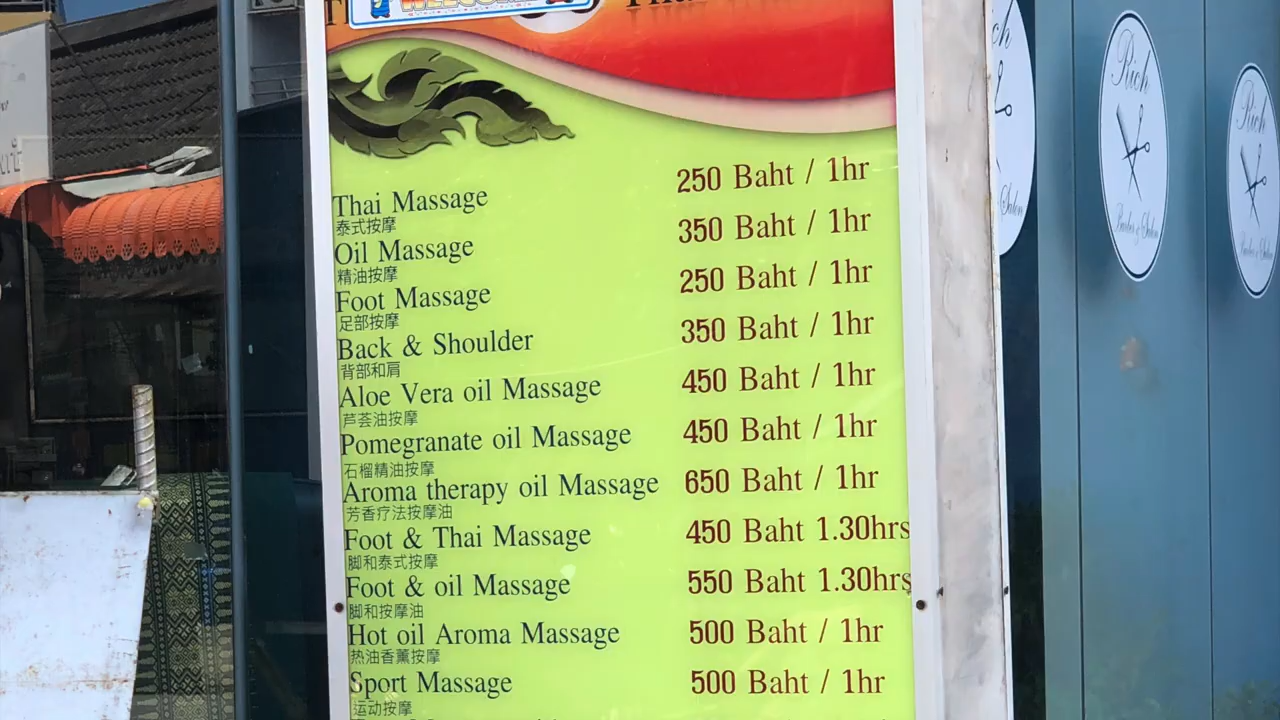 WELCOME
Thai Massage 250 Baht / 1hr
泰式按摩
Oil Massage 350 Baht / 1hr
精油按摩
Foot Massage 250 Baht / 1hr
足部按摩
Back & Shoulder 350 Baht / 1hr
背部和肩
Aloe Vera oil Massage 450 Baht / 1hr
芦荟油按摩
Pomegranate oil Massage 450 Baht / 1hr
石榴精油按摩
Aroma therapy oil Massage 650 Baht / 1hr
芳香疗法按摩油
Foot & Thai Massage 450 Baht 1.30hrs
脚和泰式按摩
Foot & oil Massage 550 Baht 1.30hrs
脚和按摩油
Hot oil Aroma Massage 500 Baht / 1hr
热油香薰按摩
Sport Massage 500 Baht / 1hr
运动按摩
Salon
Rich
Barber & Salon
Rich
Barber & Salon